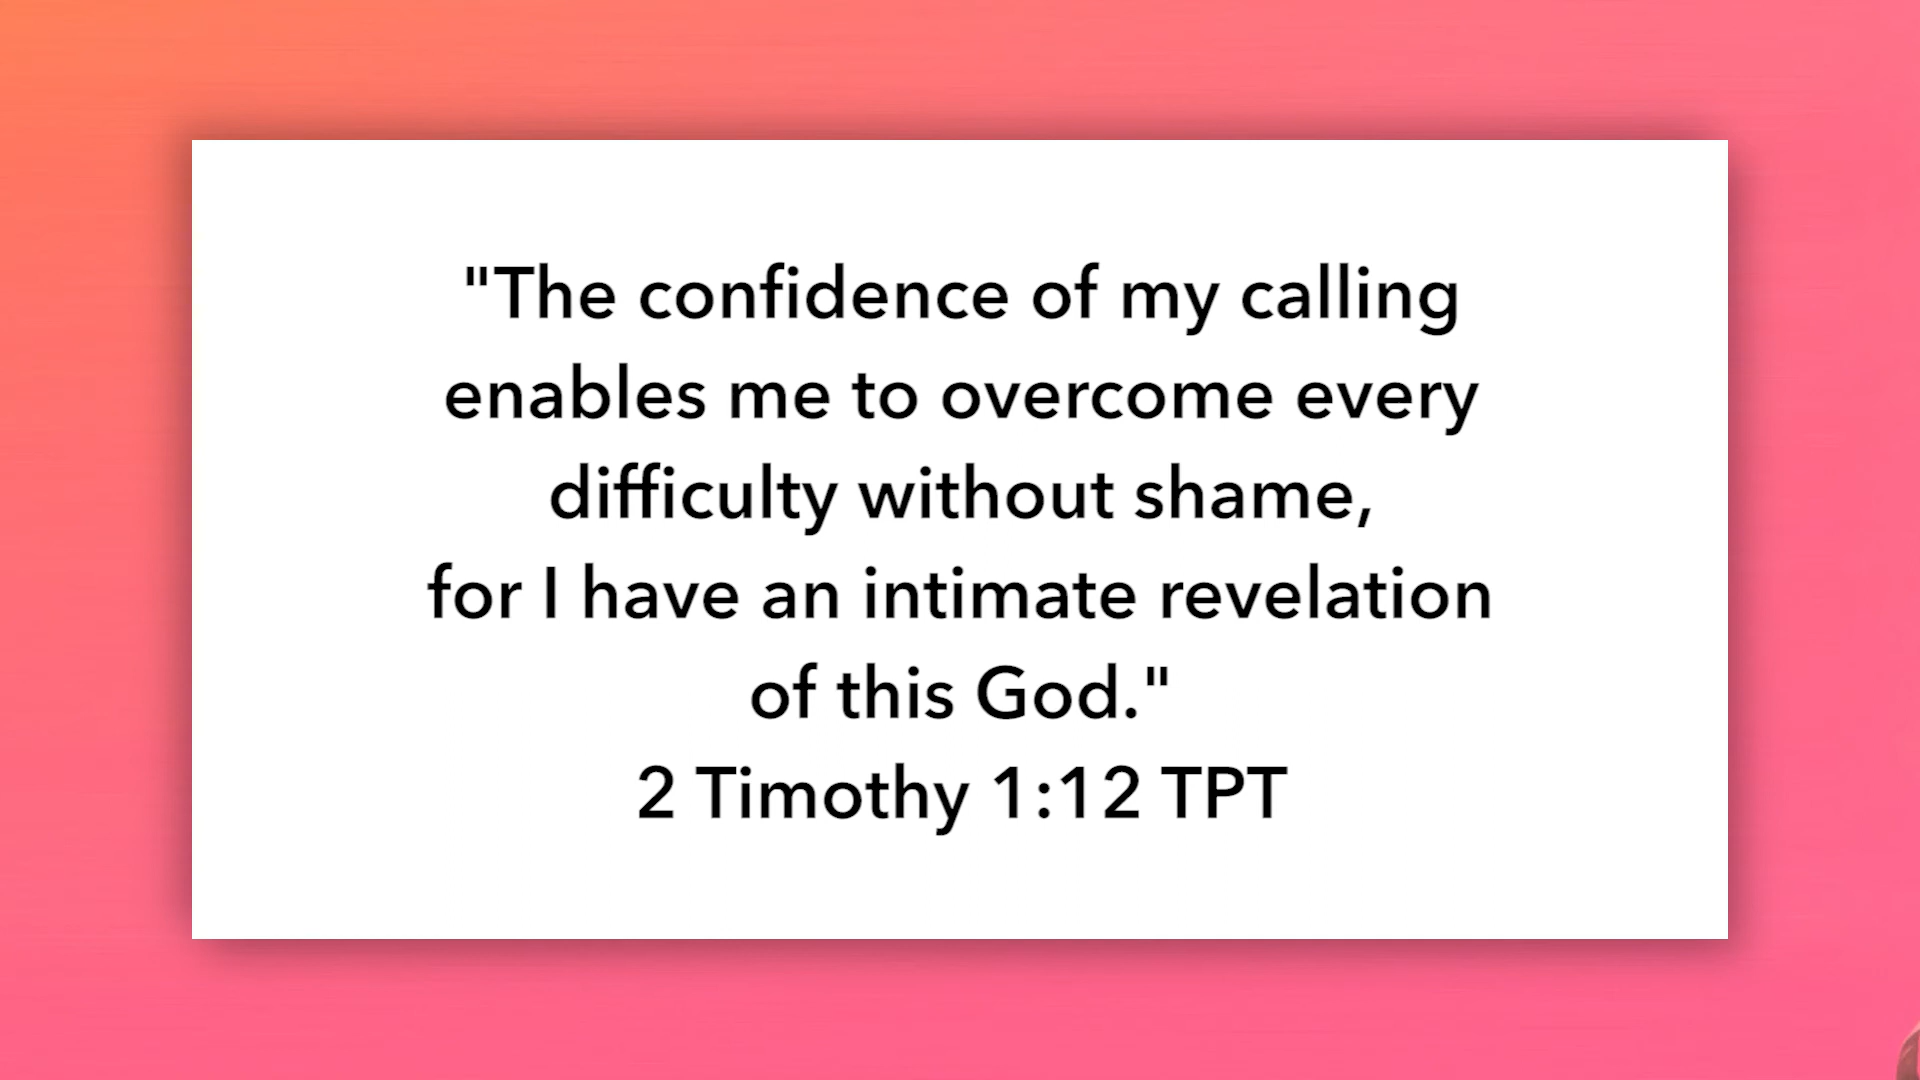 "The confidence of my calling
enables me to overcome every
difficulty without shame,
for I have an intimate revelation
of this God."
2 Timothy 1:12 TPT